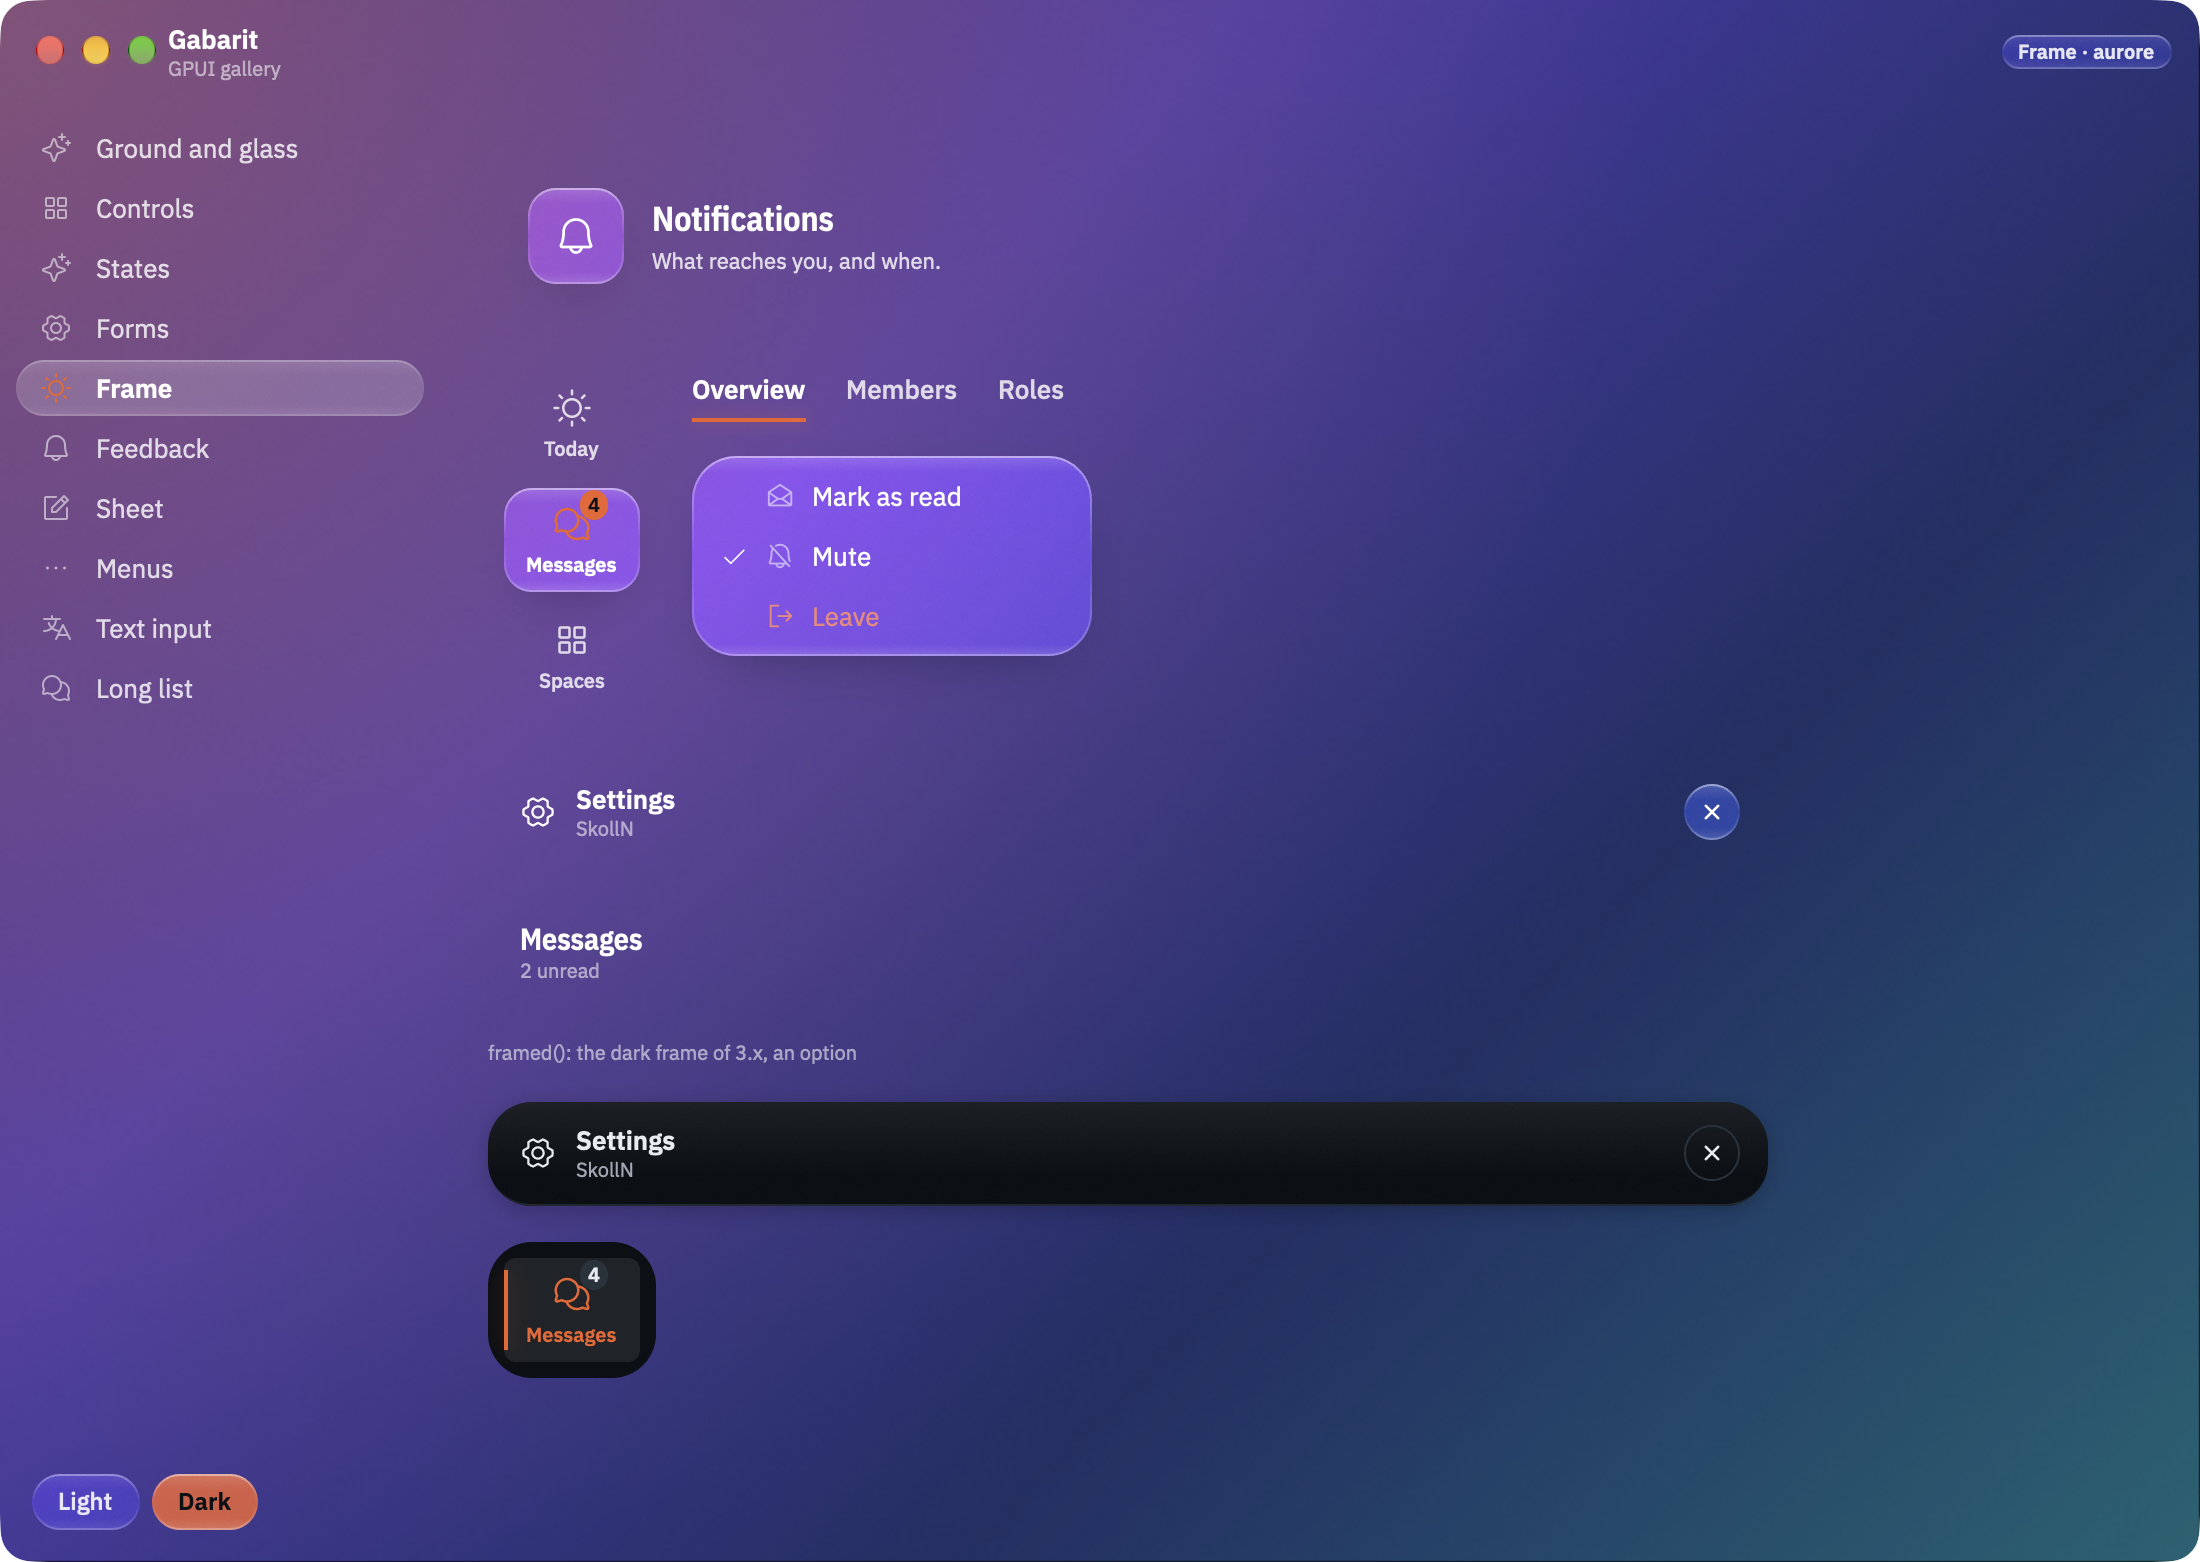 Gabarit
GPUI gallery
Frame · aurore
Ground and glass
Controls
States
Forms
Frame
Feedback
Sheet
Menus
Text input
Long list
Notifications
What reaches you, and when.
Today
4
Messages
Spaces
Overview
Members
Roles
Mark as read
Mute
Leave
Settings
SkollN
Messages
2 unread
framed(): the dark frame of 3.x, an option
Settings
SkollN
4
Messages
Light
Dark